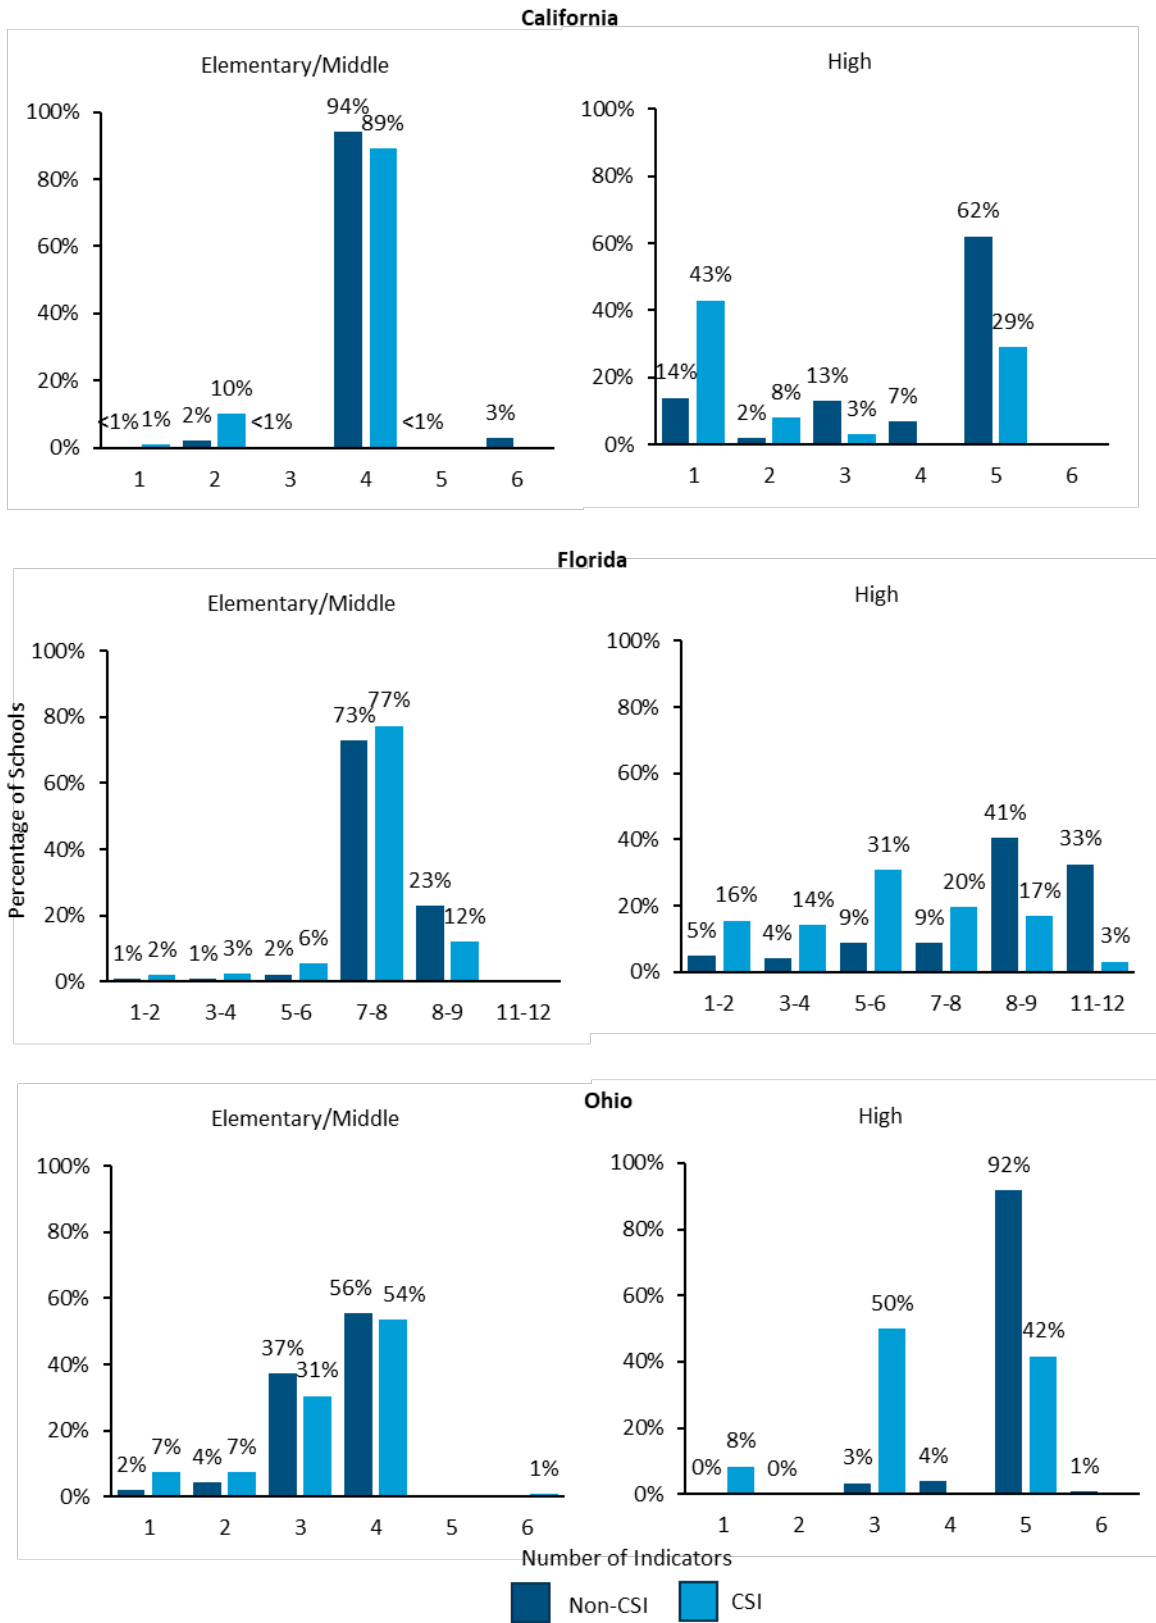 California
Elementary/Middle
100%
80%
60%
40%
20%
0%
<1% 1% 2% 10% <1% 94% 89% <1% 3%
1 2 3 4 5 6
High
100%
80%
60%
40%
20%
0%
14% 43% 2% 8% 13% 3% 7% 62% 29%
1 2 3 4 5 6
Florida
Percentage of Schools
Elementary/Middle
100%
80%
60%
40%
20%
0%
1% 2% 1% 3% 2% 6% 73% 77% 23% 12%
1-2 3-4 5-6 7-8 8-9 11-12
High
100%
80%
60%
40%
20%
0%
5% 16% 4% 14% 9% 31% 9% 20% 41% 17% 33% 3%
1-2 3-4 5-6 7-8 8-9 11-12
Ohio
Elementary/Middle
100%
80%
60%
40%
20%
0%
2% 7% 4% 7% 37% 31% 56% 54% 1%
1 2 3 4 5 6
High
100%
80%
60%
40%
20%
0%
0% 8% 0% 3% 50% 4% 92% 42% 1%
1 2 3 4 5 6
Number of Indicators
Non-CSI CSI